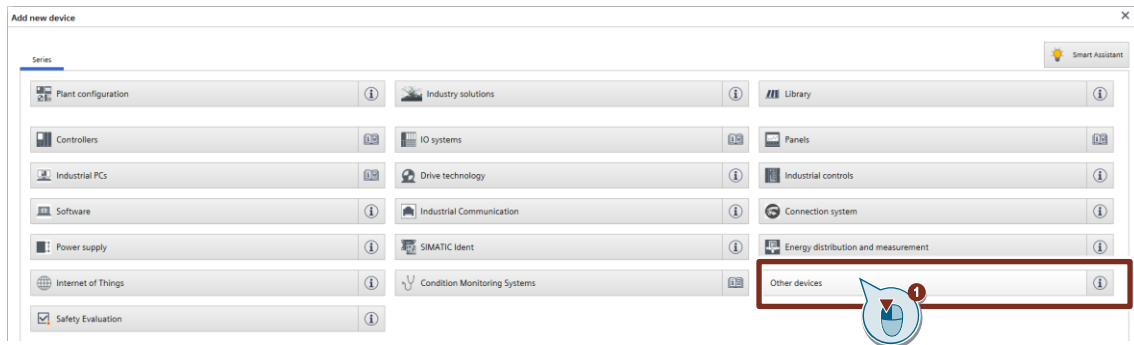 Add new device
Smart Assistant
Series
Plant configuration
Industry solutions
Library
Controllers
IO systems
Panels
Industrial PCs
Drive technology
Industrial controls
Software
Industrial Communication
Connection system
Power supply
SIMATIC Ident
Energy distribution and measurement
Internet of Things
Condition Monitoring Systems
Other devices
1
Safety Evaluation